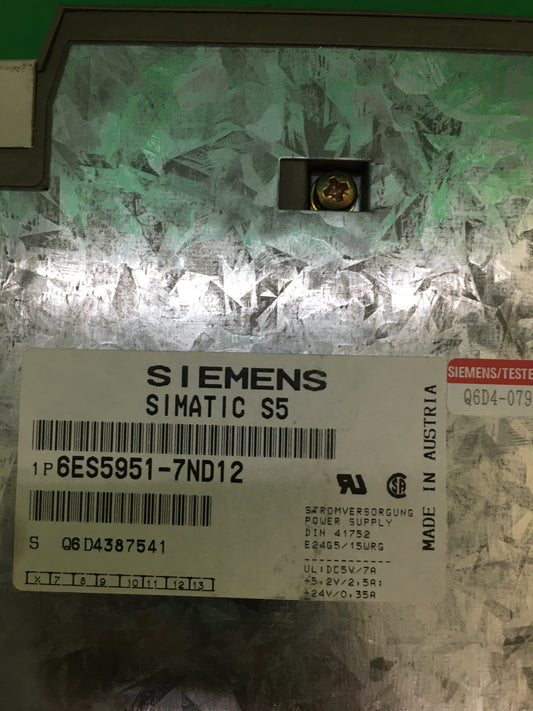 SIEMENS
SIMATIC S5
1P 6ES5951-7ND12
S Q6D4387541
X 7 8 9 10 11 12 13
STROMVERSORGUNG
POWER SUPPLY
DIN 41752
E24G5/15WRG
UL:DC5V/7A
+5,2V/2,5A;
+24V/0,35A
MADE IN AUSTRIA
SIEMENS/TESTE
Q6D4-079